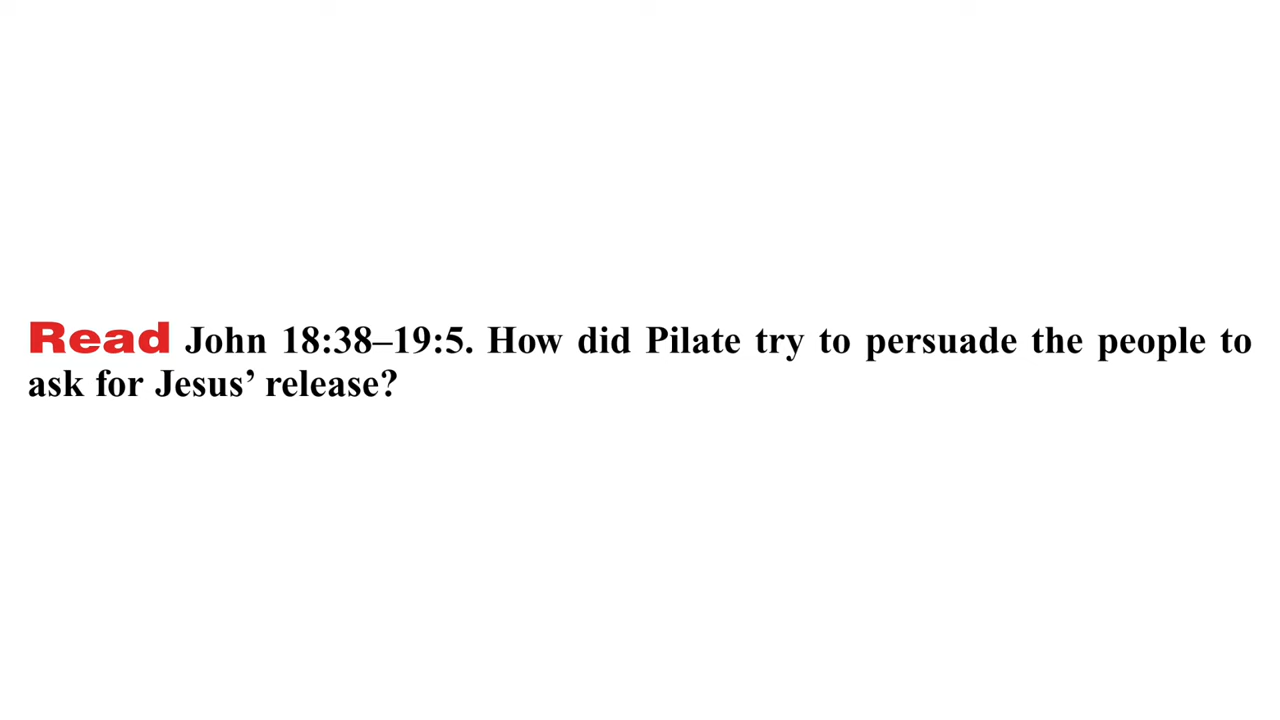 Read John 18:38–19:5. How did Pilate try to persuade the people to
ask for Jesus’ release?